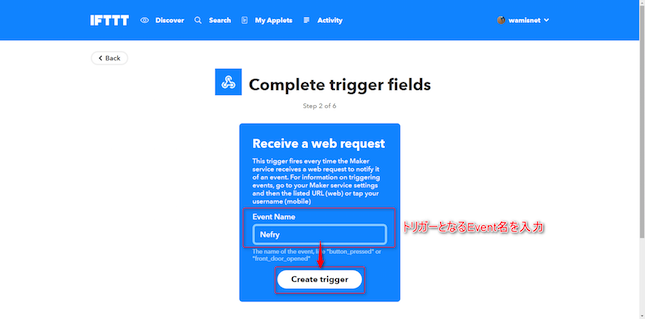 IFTTT Discover Search My Applets Activity wamisnet
Back
Complete trigger fields
Step 2 of 6
Receive a web request
This trigger fires every time the Maker
service receives a web request to notify it
of an event. For information on triggering
events, go to your Maker service settings
and then the listed URL (web) or tap your
username (mobile)
Event Name
Nefry
トリガーとなるEvent名を入力
The name of the event, "button_pressed" or
"front_door_opened"
Create trigger